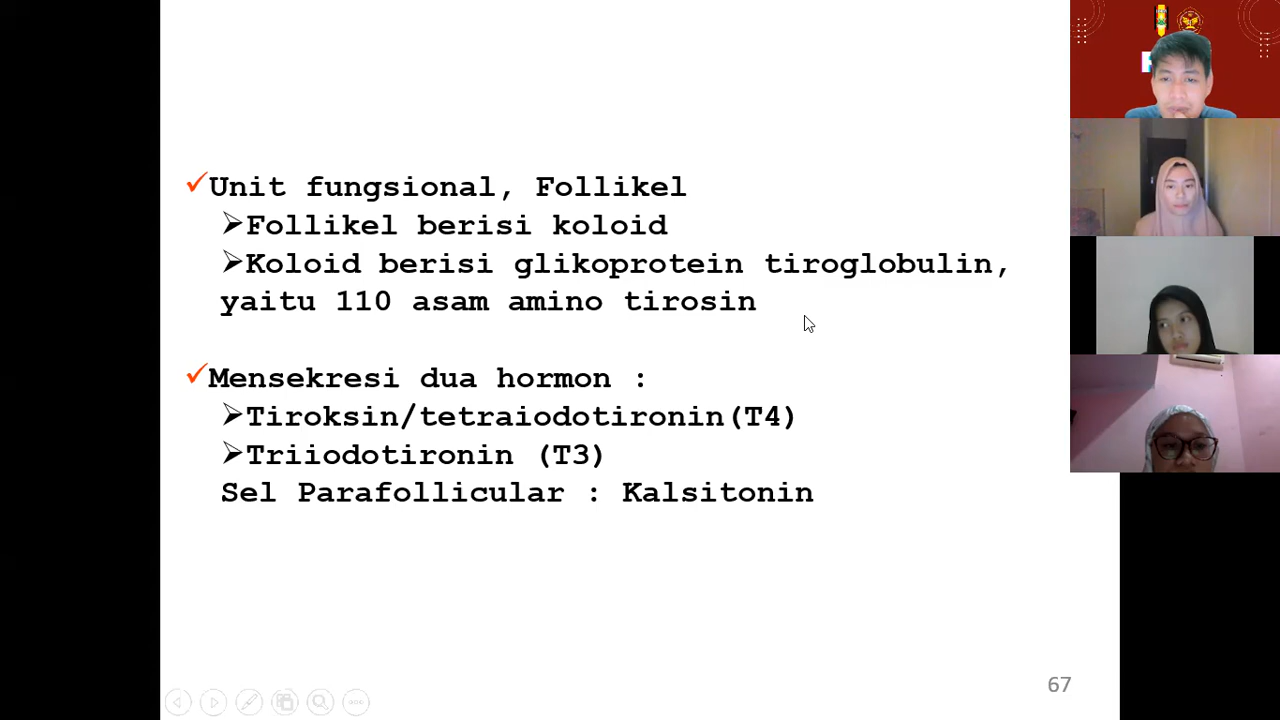 Unit fungsional, Follikel
Follikel berisi koloid
Koloid berisi glikoprotein tiroglobulin,
yaitu 110 asam amino tirosin
Mensekresi dua hormon :
Tiroksin/tetraiodotironin(T4)
Triiodotironin (T3)
Sel Parafollicular : Kalsitonin
67